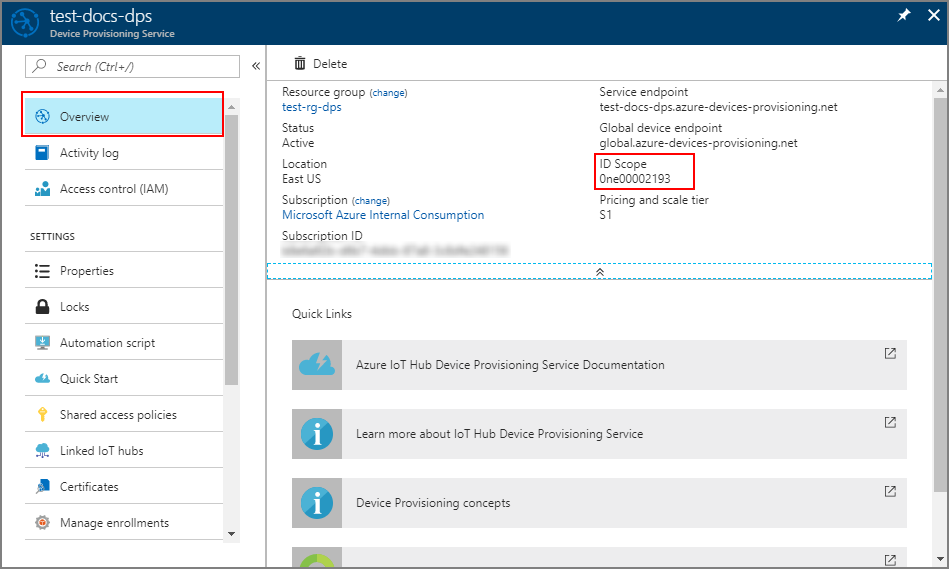 test-docs-dps
Device Provisioning Service
Search (Ctrl+/)
Overview
Activity log
Access control (IAM)
SETTINGS
Properties
Locks
Automation script
Quick Start
Shared access policies
Linked IoT hubs
Certificates
Manage enrollments
Delete
Resource group (change)
test-rg-dps
Status
Active
Location
East US
Subscription (change)
Microsoft Azure Internal Consumption
Subscription ID
Service endpoint
test-docs-dps.azure-devices-provisioning.net
Global device endpoint
global.azure-devices-provisioning.net
ID Scope
0ne00002193
Pricing and scale tier
S1
Quick Links
Azure IoT Hub Device Provisioning Service Documentation
Learn more about IoT Hub Device Provisioning Service
Device Provisioning concepts